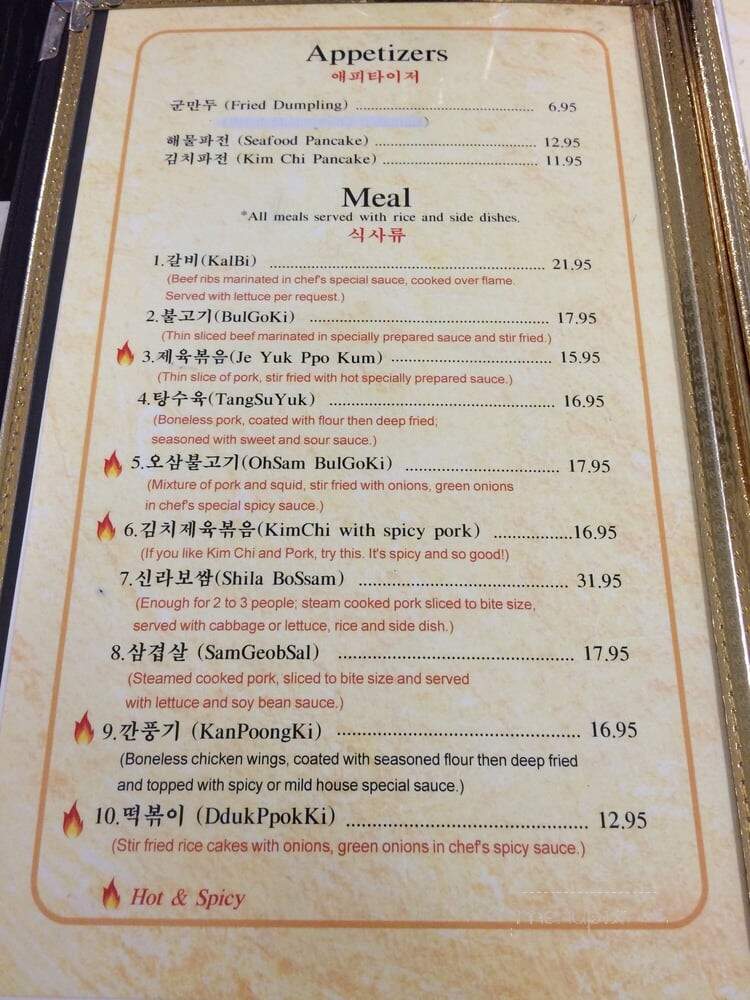 Appetizers
애피타이저
군만두 (Fried Dumpling) 6.95
해물파전 (Seafood Pancake) 12.95
김치파전 (Kim Chi Pancake) 11.95
Meal
*All meals served with rice and side dishes.
식사류
1.갈비(KalBi) 21.95
(Beef ribs marinated in chef's special sauce, cooked over flame.
Served with lettuce per request.)
2.불고기(BulGoKi) 17.95
(Thin sliced beef marinated in specially prepared sauce and stir fried.)
3.제육볶음(Je Yuk Ppo Kum) 15.95
(Thin slice of pork, stir fried with hot specially prepared sauce.)
4.탕수육(TangSuYuk) 16.95
(Boneless pork, coated with flour then deep fried;
seasoned with sweet and sour sauce.)
5.오삼불고기(OhSam BulGoKi) 17.95
(Mixture of pork and squid, stir fried with onions, green onions
in chef's special spicy sauce.)
6.김치제육볶음(KimChi with spicy pork) 16.95
(If you like Kim Chi and Pork, try this. It's spicy and so good!)
7.신라보쌈(Shila BoSsam) 31.95
(Enough for 2 to 3 people; steam cooked pork sliced to bite size,
served with cabbage or lettuce, rice and side dish.)
8.삼겹살 (SamGeobSal) 17.95
(Steamed cooked pork, sliced to bite size and served
with lettuce and soy bean sauce.)
9.깐풍기 (KanPoongKi) 16.95
(Boneless chicken wings, coated with seasoned flour then deep fried
and topped with spicy or mild house special sauce.)
10.떡볶이 (DdukPpokKi) 12.95
(Stir fried rice cakes with onions, green onions in chef's spicy sauce.)
Hot & Spicy